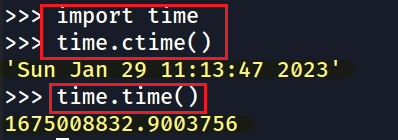 >>> import time
>>> time.ctime()
'Sun Jan 29 11:13:47 2023'
>>> time.time()
1675008832.9003756